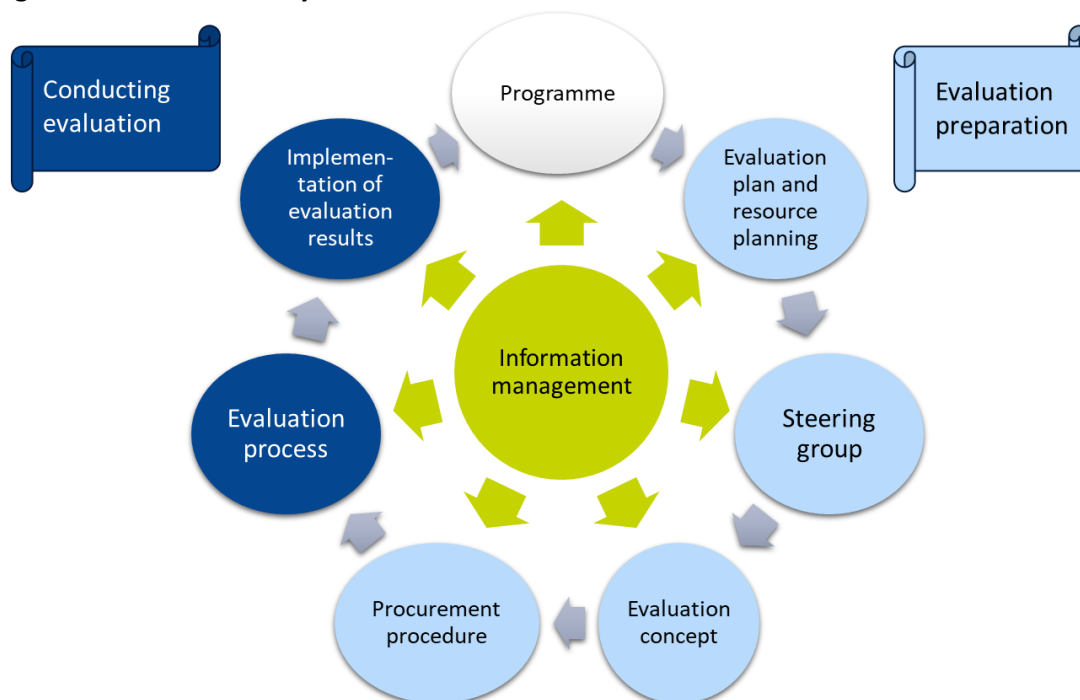 Conducting
evaluation
Programme
Evaluation
preparation
Implemen-
tation of
evaluation
results
Evaluation
plan and
resource
planning
Information
management
Evaluation
process
Steering
group
Procurement
procedure
Evaluation
concept